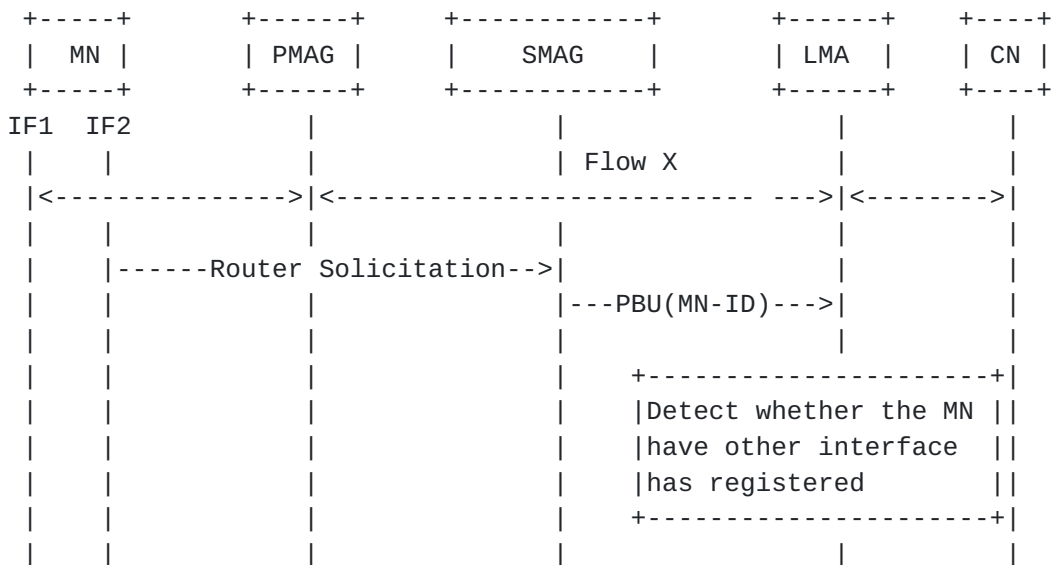 MN PMAG SMAG LMA CN
IF1 IF2
Flow X
Router Solicitation
PBU(MN-ID)
Detect whether the MN
have other interface
has registered